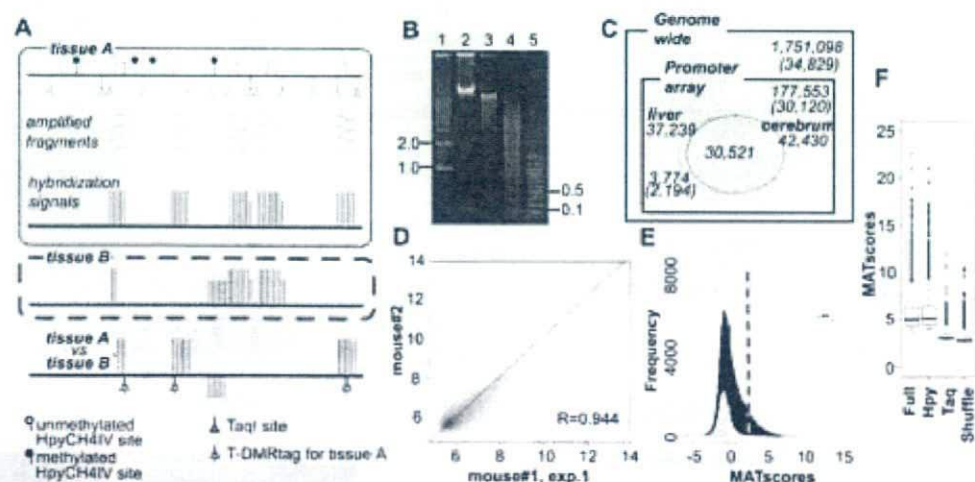 A
tissue A
amplified
fragments
hybridization
signals
tissue B
tissue A
vs
tissue B
unmethylated
HpyCH4IV site
methylated
HpyCH4IV site
TaqI site
T-DMRtag for tissue A
B
1 2 3 4 5
2.0
1.0
0.5
0.1
C
Genome
wide
1,751,098
(34,829)
Promoter
array
177,553
(30,120)
liver
37,239
cerebrum
42,430
30,521
3,774
(2,194)
D
mouse#2
14
12
10
8
6
R=0.944
6 8 10 12 14
mouse#1, exp.1
E
Frequency
8000
4000
0
-5 0 5 10 15
MATscores
F
MATscores
25
20
15
10
5
0
Full
Hpy
Taq
Shuffle